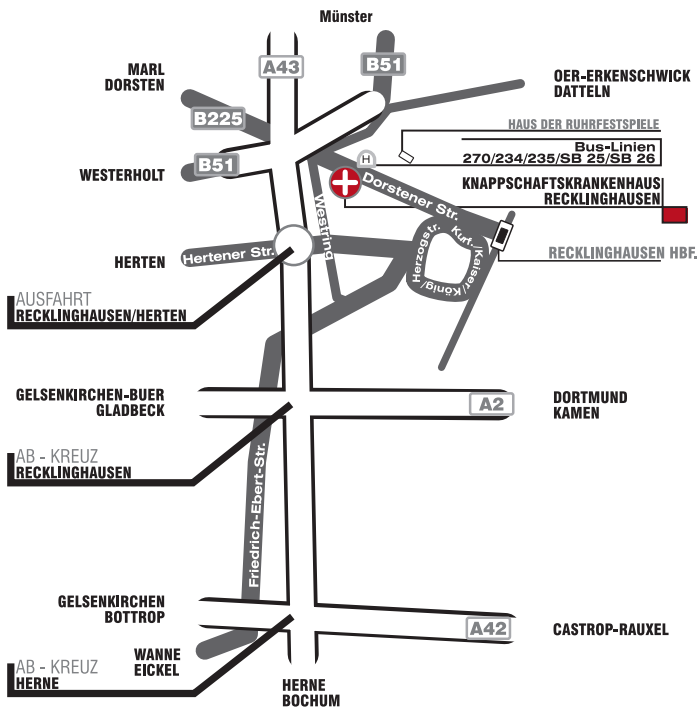 Münster
A43
B51
MARL
DORSTEN
OER-ERKENSCHWICK
DATTELN
B225
HAUS DER RUHRFESTSPIELE
Bus-Linien
270/234/235/SB 25/SB 26
H
B51
WESTERHOLT
KNAPPSCHAFTSKRANKENHAUS
RECKLINGHAUSEN
Dorstener Str.
Westring
Herzogstr.
Kurf.
/Kaiser/König/
RECKLINGHAUSEN HBF.
Hertener Str.
HERTEN
AUSFAHRT
RECKLINGHAUSEN/HERTEN
GELSENKIRCHEN-BUER
GLADBECK
A2
DORTMUND
KAMEN
AB - KREUZ
RECKLINGHAUSEN
Friedrich-Ebert-Str.
GELSENKIRCHEN
BOTTROP
A42
CASTROP-RAUXEL
WANNE
EICKEL
AB - KREUZ
HERNE
HERNE
BOCHUM